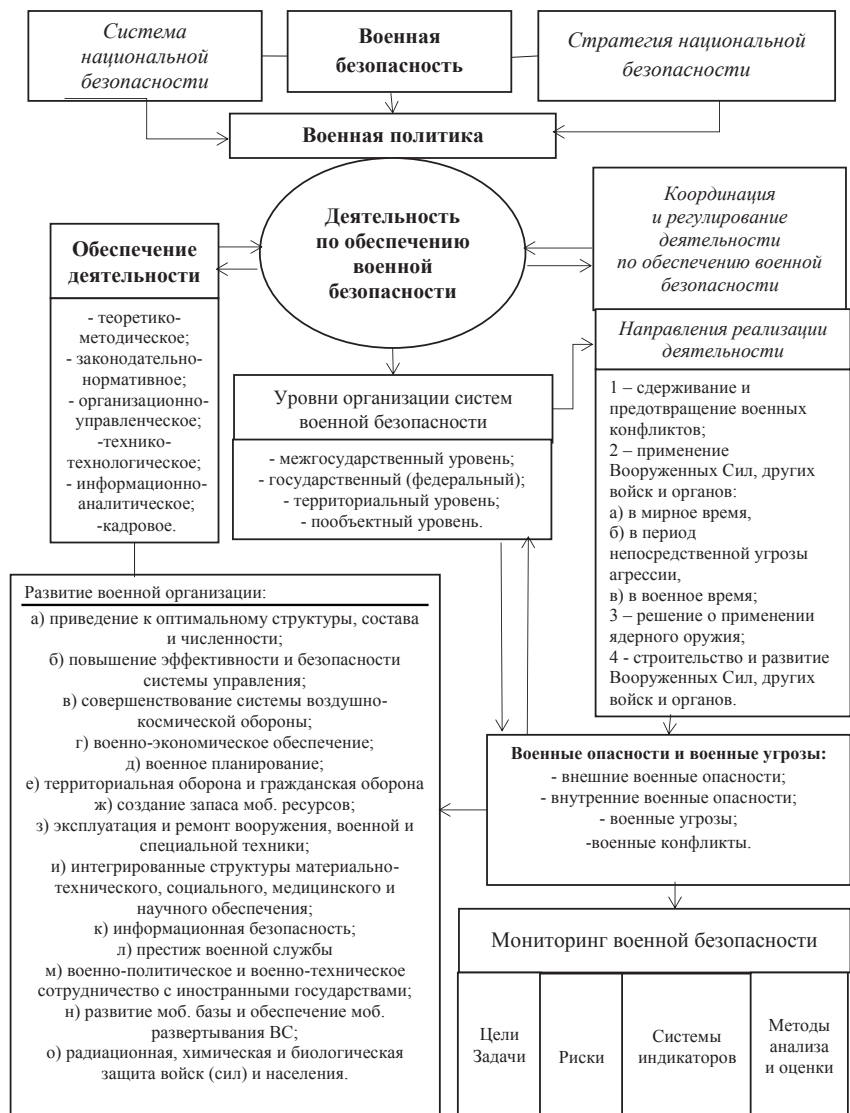 Система
национальной
безопасности
Военная
безопасность
Стратегия национальной
безопасности
Военная политика
Деятельность
по обеспечению
военной
безопасности
Обеспечение
деятельности
- теоретико-
методическое;
- законодательно-
нормативное;
- организационно-
управленческое;
-технико-
технологическое;
- информационно-
аналитическое;
-кадровое.
Координация
и регулирование
деятельности
по обеспечению военной
безопасности
Уровни организации систем
военной безопасности
- межгосударственный уровень;
- государственный (федеральный);
- территориальный уровень;
- пообъектный уровень.
Направления реализации
деятельности
1 – сдерживание и
предотвращение военных
конфликтов;
2 – применение
Вооруженных Сил, других
войск и органов:
а) в мирное время,
б) в период
непосредственной угрозы
агрессии,
в) в военное время;
3 – решение о применении
ядерного оружия;
4 - строительство и развитие
Вооруженных Сил, других
войск и органов.
Развитие военной организации:
а) приведение к оптимальному структуры, состава
и численности;
б) повышение эффективности и безопасности
системы управления;
в) совершенствование системы воздушно-
космической обороны;
г) военно-экономическое обеспечение;
д) военное планирование;
е) территориальная оборона и гражданская оборона
ж) создание запаса моб. ресурсов;
з) эксплуатация и ремонт вооружения, военной и
специальной техники;
и) интегрированные структуры материально-
технического, социального, медицинского и
научного обеспечения;
к) информационная безопасность;
л) престиж военной службы
м) военно-политическое и военно-техническое
сотрудничество с иностранными государствами;
н) развитие моб. базы и обеспечение моб.
развертывания ВС;
о) радиационная, химическая и биологическая
защита войск (сил) и населения.
Военные опасности и военные угрозы:
- внешние военные опасности;
- внутренние военные опасности;
- военные угрозы;
-военные конфликты.
Мониторинг военной безопасности
Цели
Задачи
Риски
Системы
индикаторов
Методы
анализа
и оценки